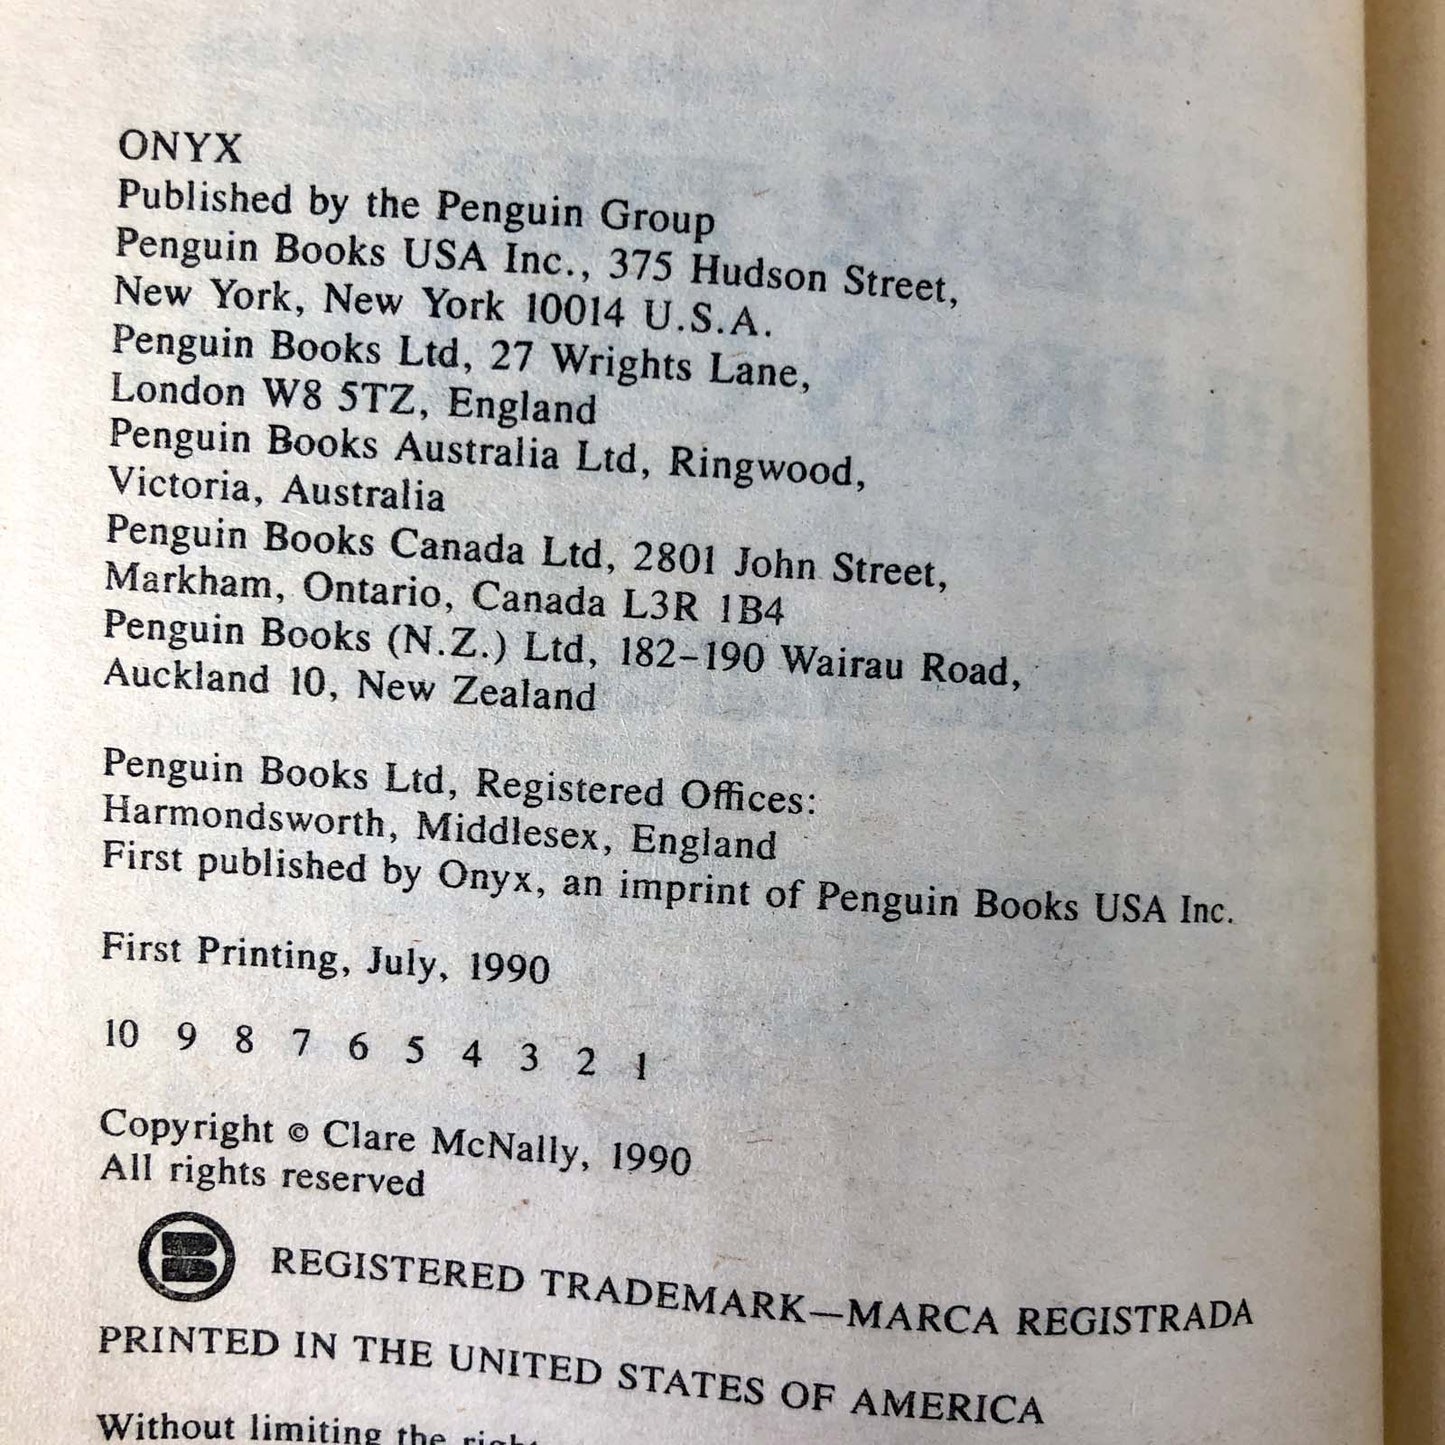 ONYX
Published by the Penguin Group
Penguin Books USA Inc., 375 Hudson Street,
New York, New York 10014 U.S.A.
Penguin Books Ltd, 27 Wrights Lane,
London W8 5TZ, England
Penguin Books Australia Ltd, Ringwood,
Victoria, Australia
Penguin Books Canada Ltd, 2801 John Street,
Markham, Ontario, Canada L3R 1B4
Penguin Books (N.Z.) Ltd, 182-190 Wairau Road,
Auckland 10, New Zealand
Penguin Books Ltd, Registered Offices:
Harmondsworth, Middlesex, England
First published by Onyx, an imprint of Penguin Books USA Inc.
First Printing, July, 1990
10 9 8 7 6 5 4 3 2 1
Copyright © Clare McNally, 1990
All rights reserved
REGISTERED TRADEMARK—MARCA REGISTRADA
PRINTED IN THE UNITED STATES OF AMERICA
Without limiting the